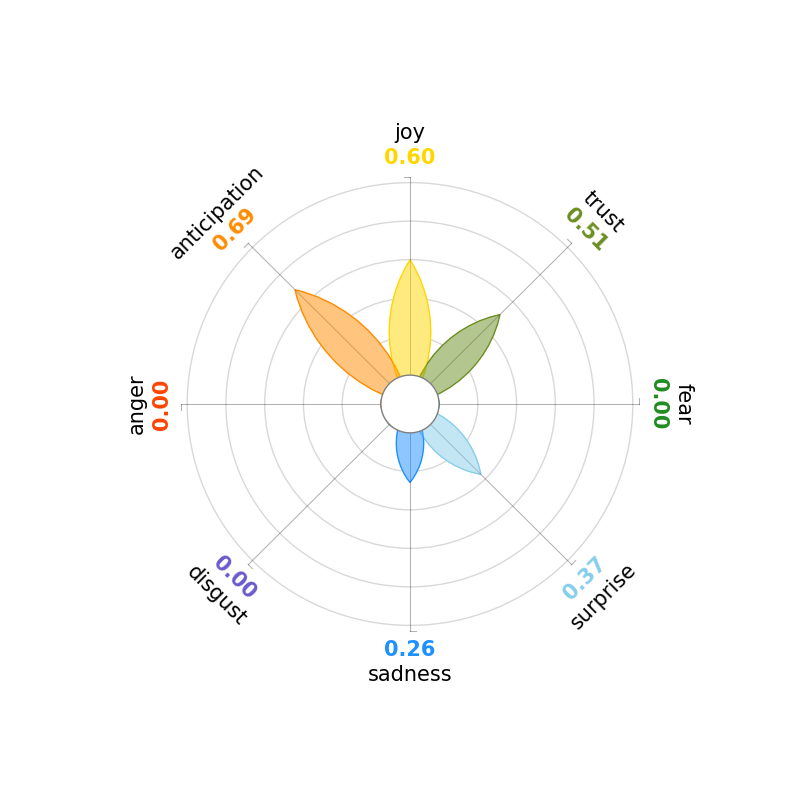 joy
0.60
trust
0.51
fear
0.00
surprise
0.37
0.26
sadness
0.00
disgust
anger
0.00
anticipation
0.69